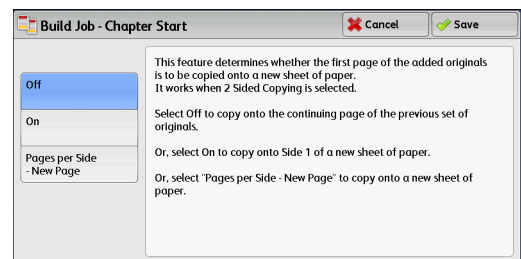 Build Job - Chapter Start
Cancel
Save
Off
On
Pages per Side
- New Page
This feature determines whether the first page of the added originals
is to be copied onto a new sheet of paper.
It works when 2 Sided Copying is selected.
Select Off to copy onto the continuing page of the previous set of
originals.
Or, select On to copy onto Side 1 of a new sheet of paper.
Or, select "Pages per Side - New Page" to copy onto a new sheet of
paper.